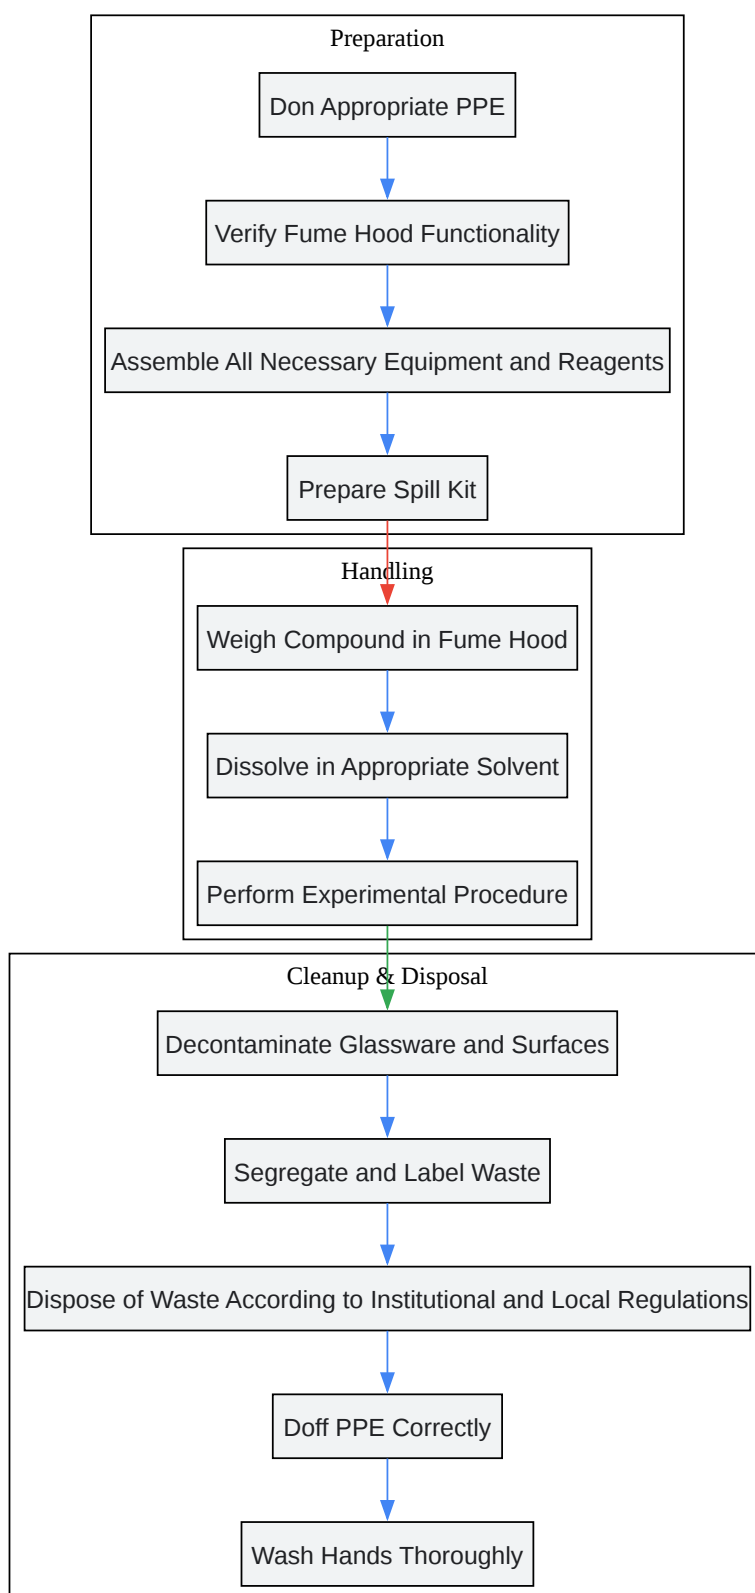 Preparation
Don Appropriate PPE
Verify Fume Hood Functionality
Assemble All Necessary Equipment and Reagents
Prepare Spill Kit
Handling
Weigh Compound in Fume Hood
Dissolve in Appropriate Solvent
Perform Experimental Procedure
Cleanup & Disposal
Decontaminate Glassware and Surfaces
Segregate and Label Waste
Dispose of Waste According to Institutional and Local Regulations
Doff PPE Correctly
Wash Hands Thoroughly